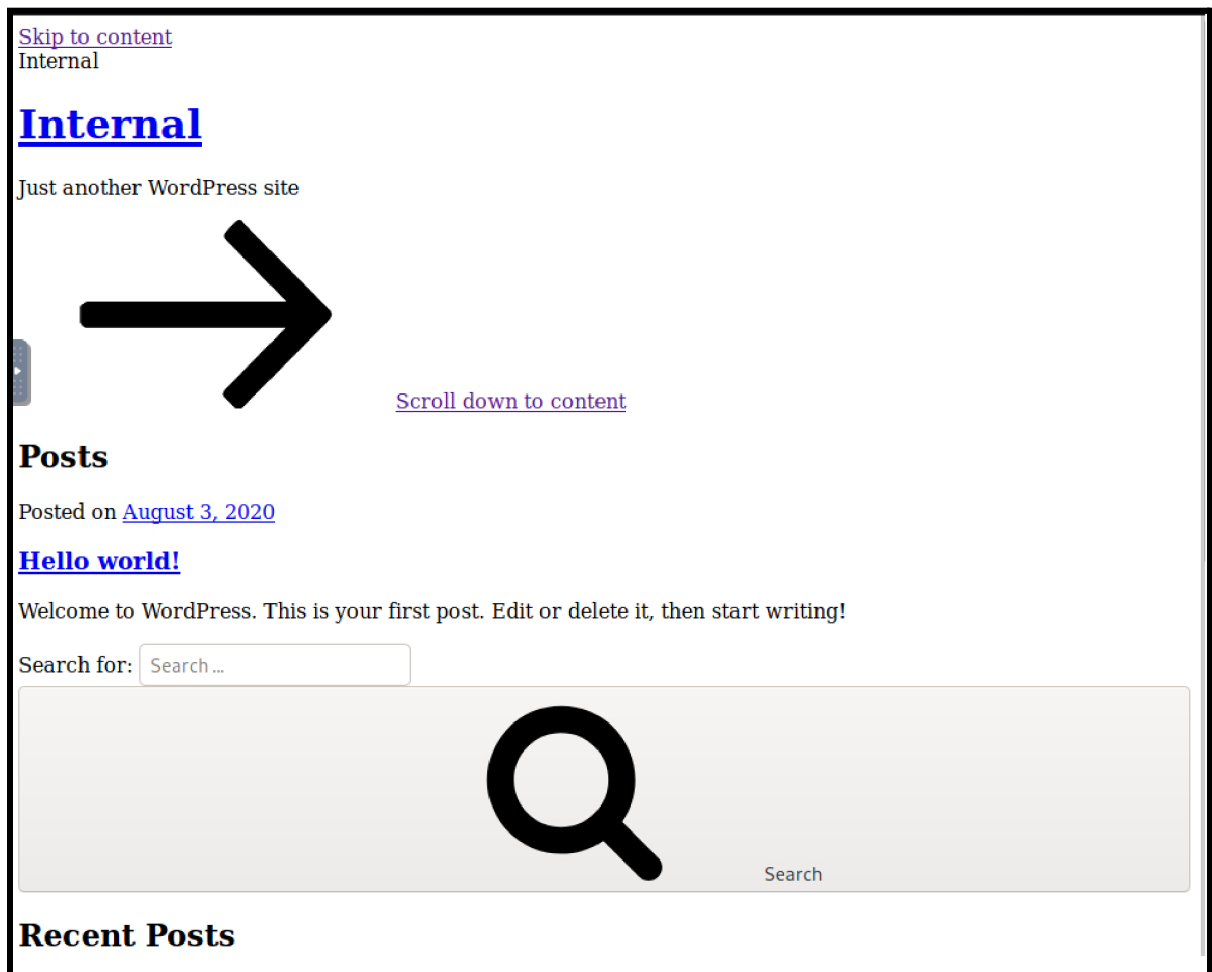 Skip to content
Internal
Internal
Just another WordPress site
Scroll down to content
Posts
Posted on August 3, 2020
Hello world!
Welcome to WordPress. This is your first post. Edit or delete it, then start writing!
Search for: Search ...
Search
Recent Posts